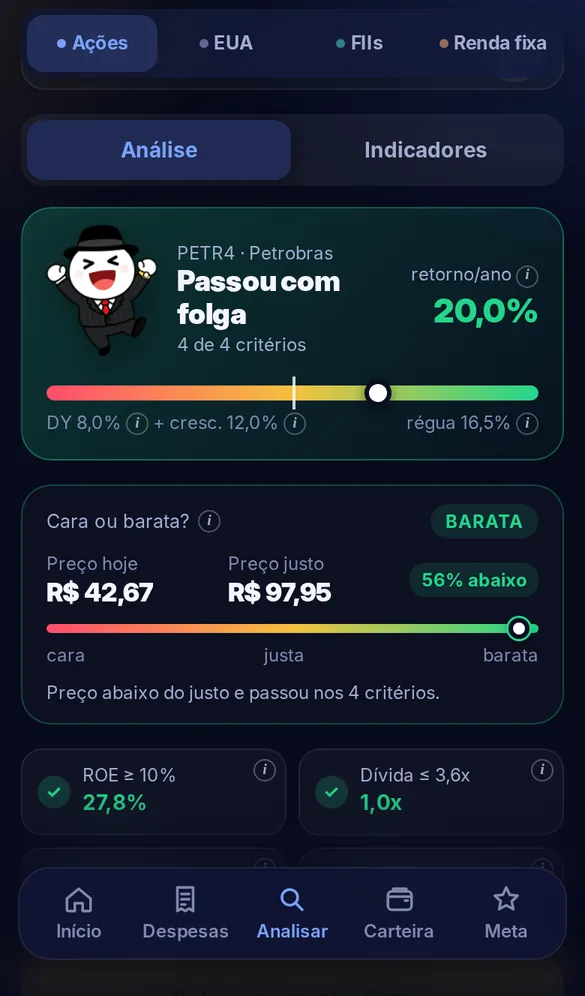 Ações
EUA
FIIs
Renda fixa
Análise
Indicadores
PETR4 · Petrobras
Passou com
folga
4 de 4 critérios
retorno/ano i
20,0%
DY 8,0% i + cresc. 12,0% i
régua 16,5% i
Cara ou barata? i
BARATA
Preço hoje
R$ 42,67
Preço justo
R$ 97,95
56% abaixo
cara
justa
barata
Preço abaixo do justo e passou nos 4 critérios.
ROE ≥ 10% i
27,8%
Dívida ≤ 3,6x i
1,0x
Início
Despesas
Analisar
Carteira
Meta